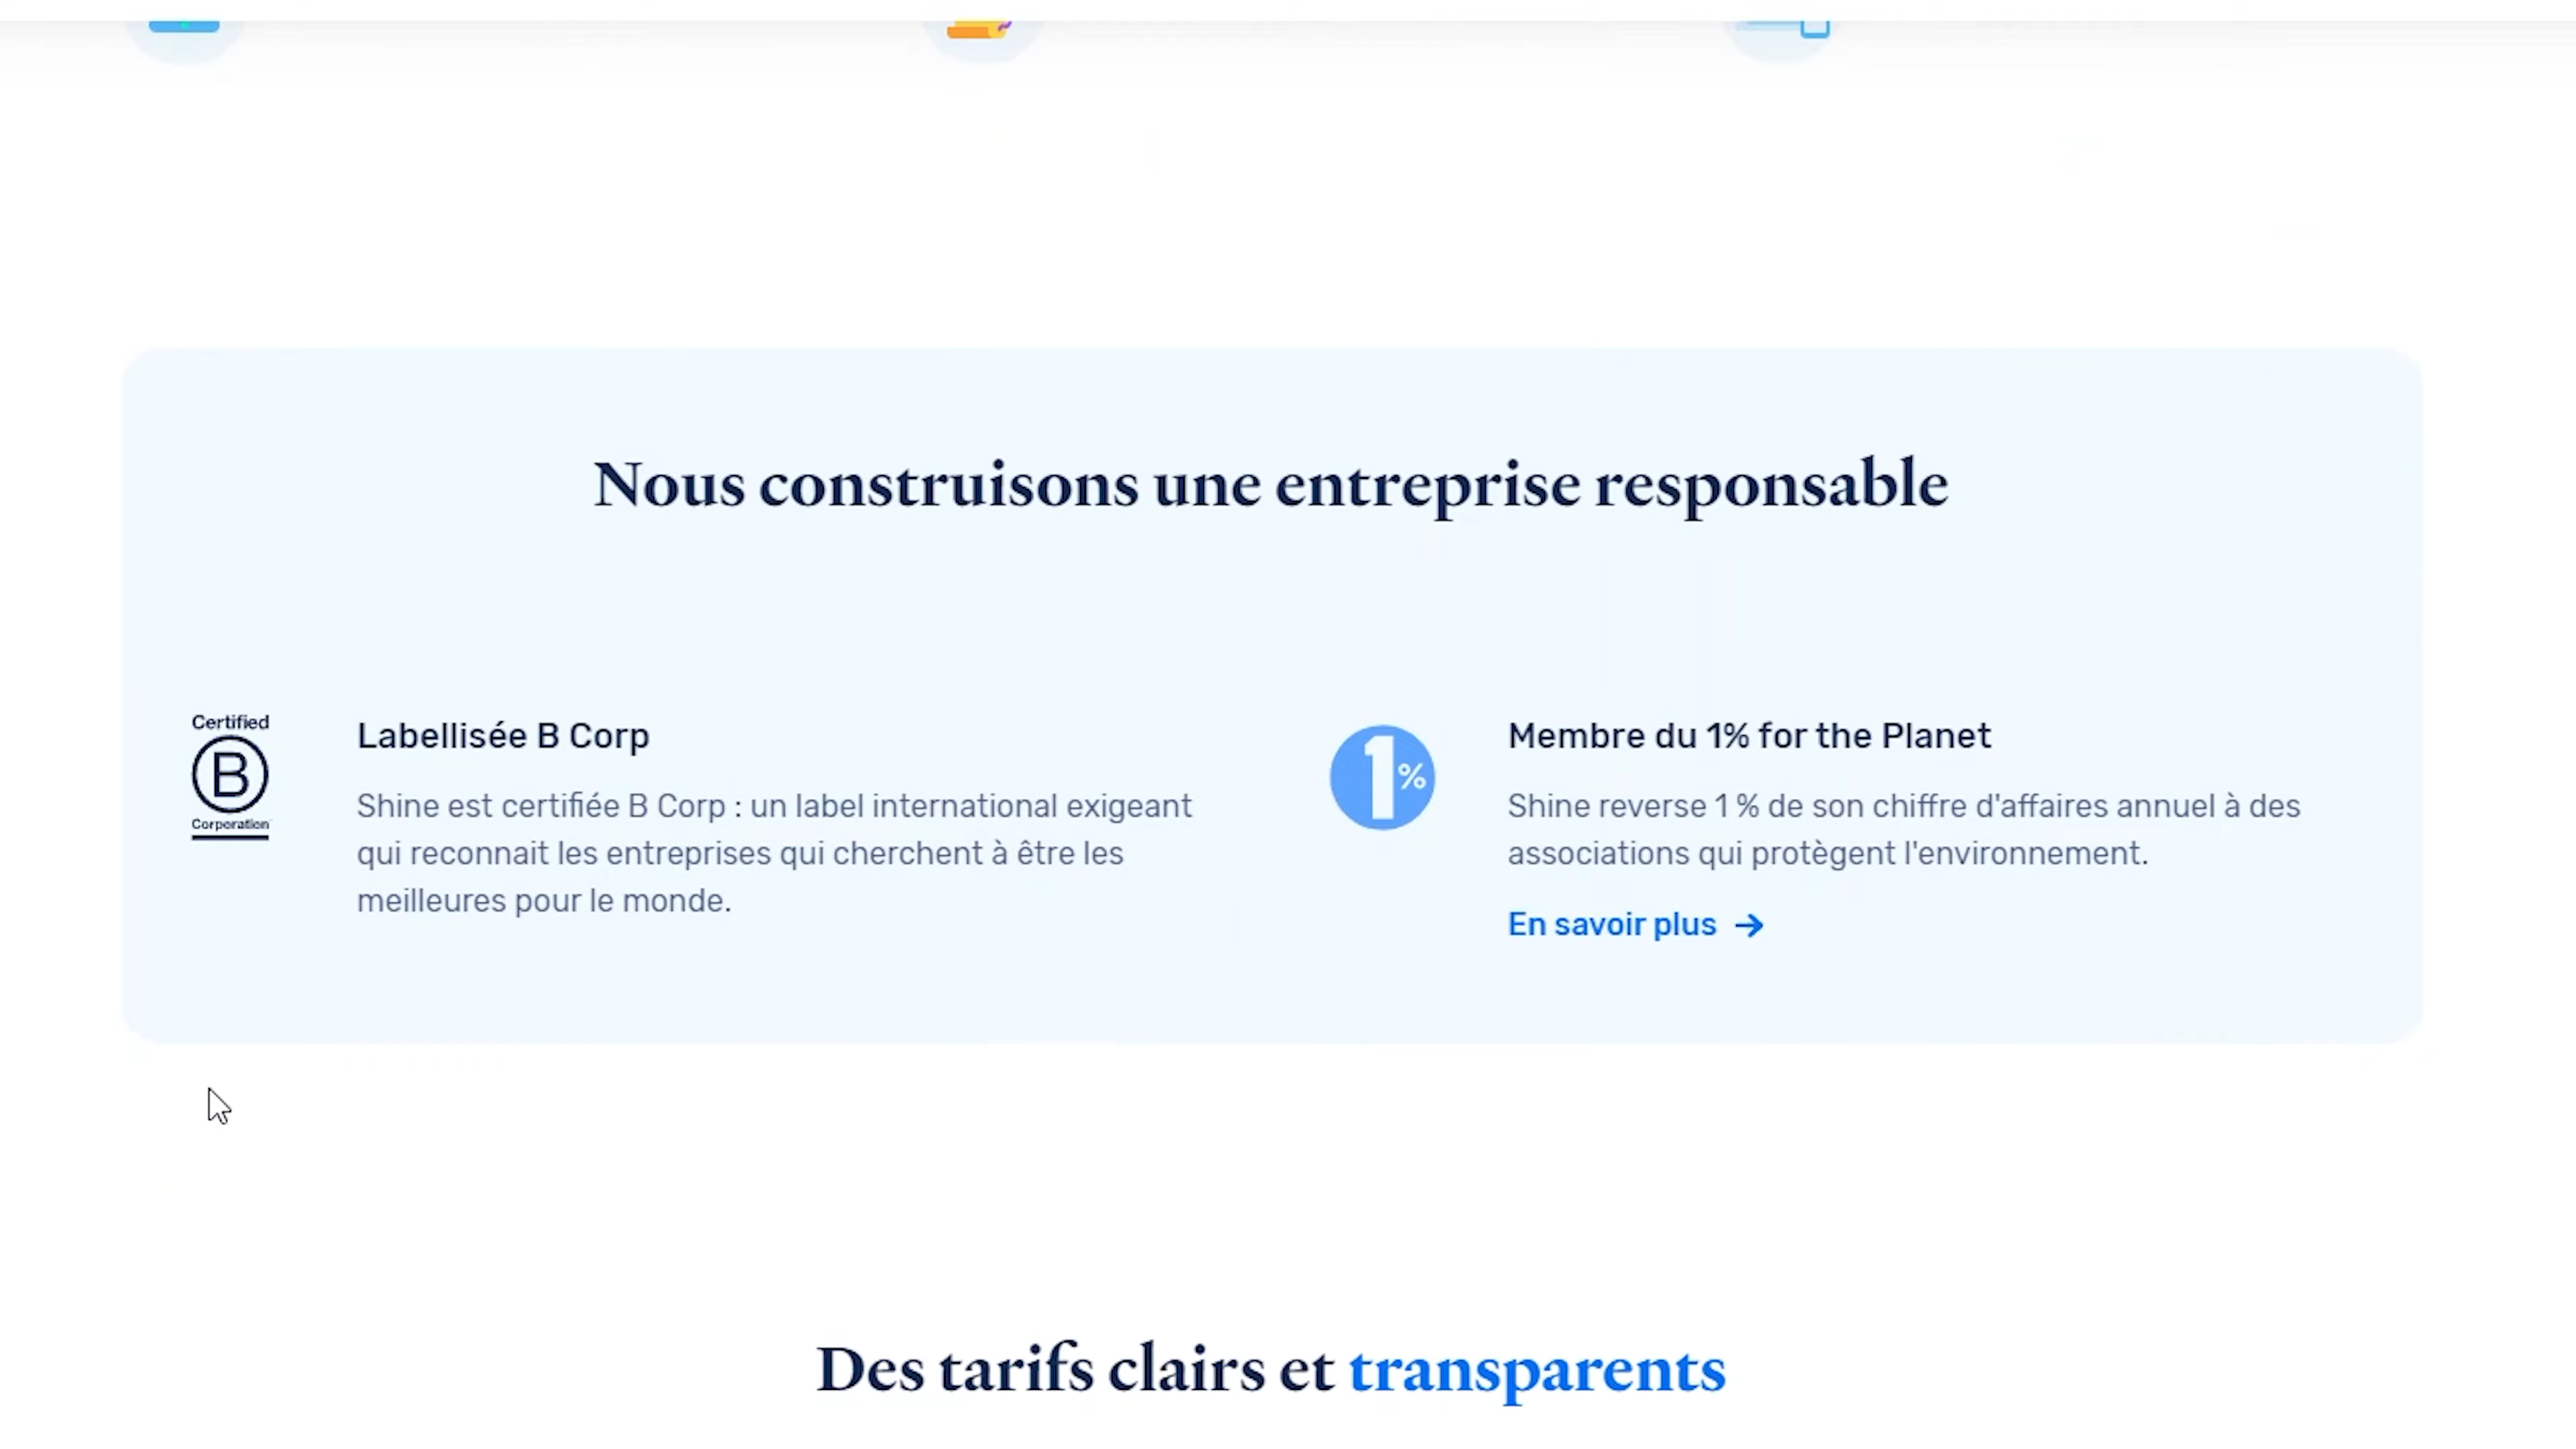 Nous construisons une entreprise responsable
Certified
B
Corporation
Labellisée B Corp
Shine est certifiée B Corp : un label international exigeant
qui reconnait les entreprises qui cherchent à être les
meilleures pour le monde.
1%
Membre du 1% for the Planet
Shine reverse 1 % de son chiffre d'affaires annuel à des
associations qui protègent l'environnement.
En savoir plus →
Des tarifs clairs et transparents